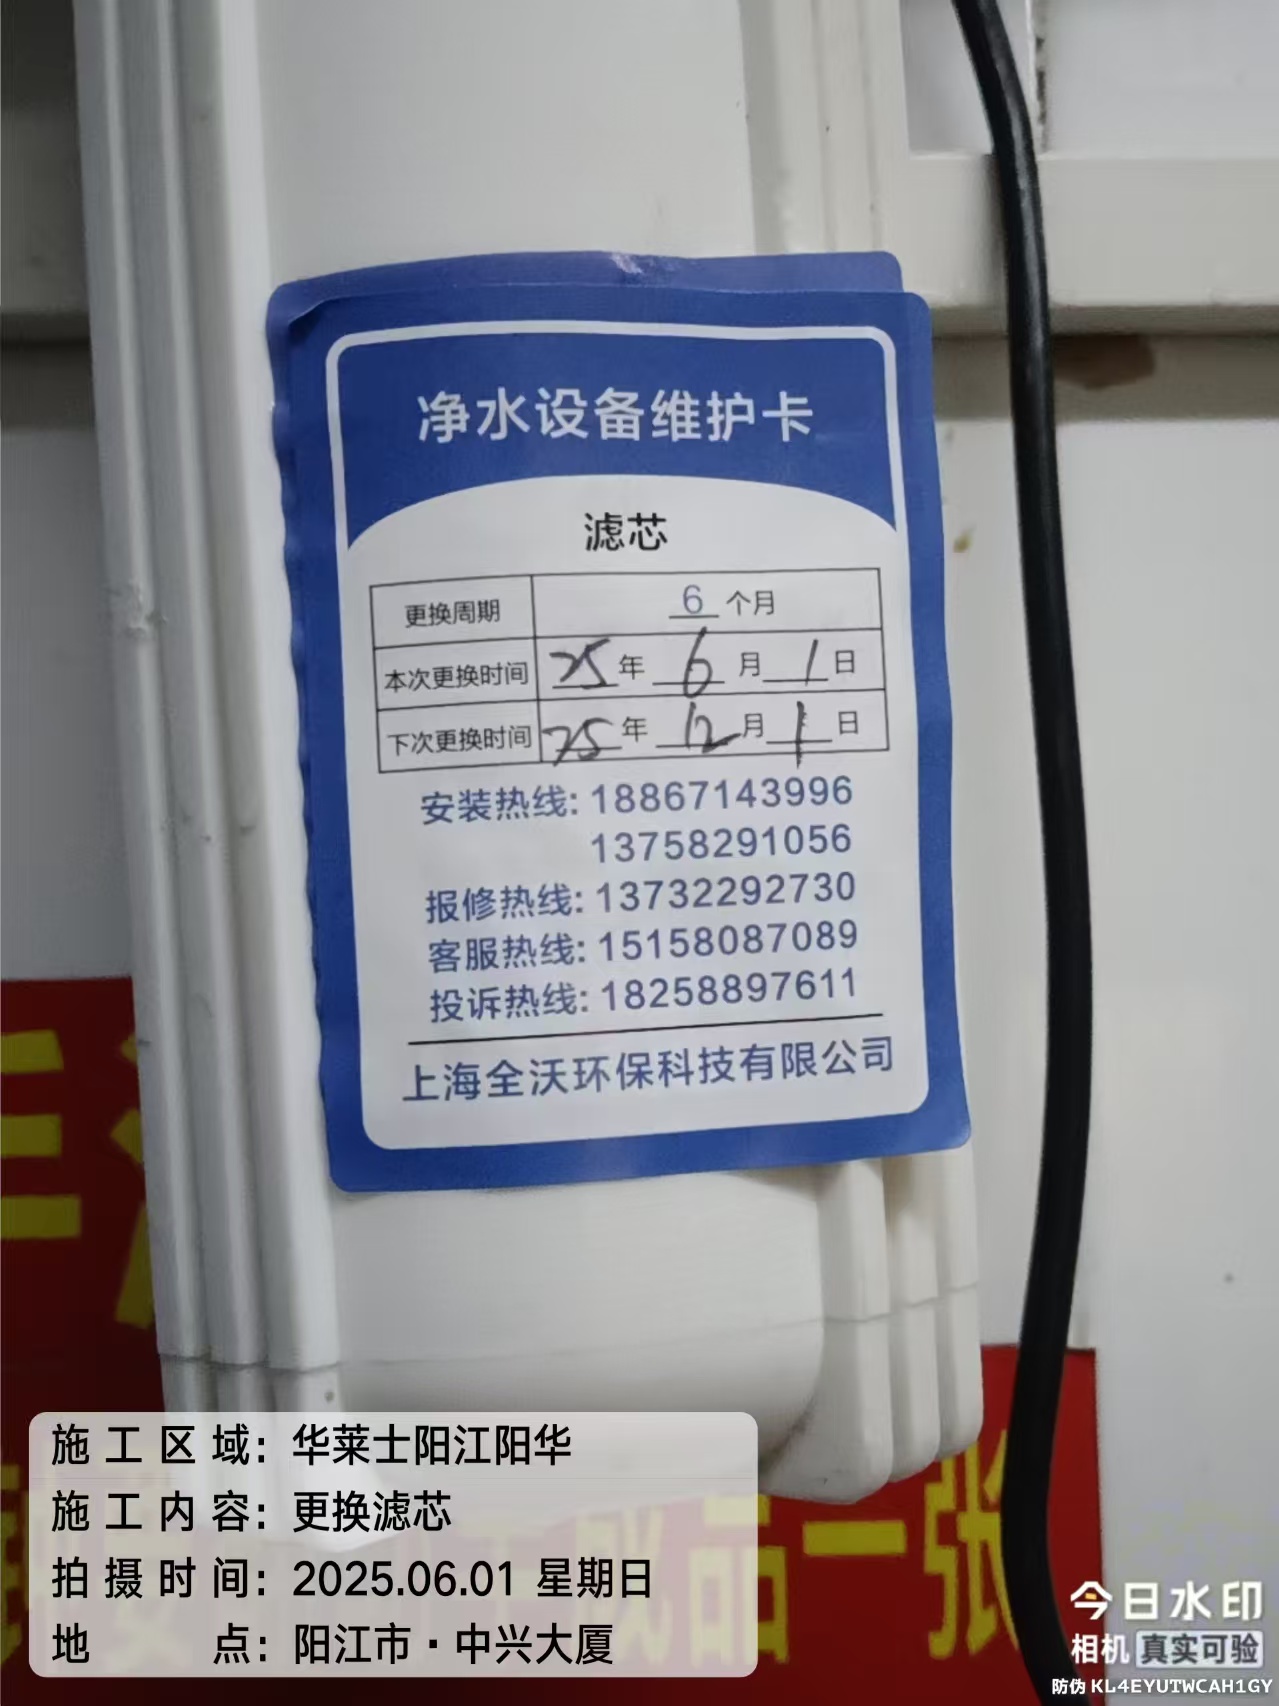 净水设备维护卡
滤芯
更换周期 6 个月
本次更换时间 25 年 6 月 1 日
下次更换时间 25 年 12 月 1 日
安装热线: 18867143996
13758291056
报修热线: 13732292730
客服热线: 15158087089
投诉热线: 18258897611
上海全沃环保科技有限公司
品一张
施工区域: 华莱士阳江阳华
施工内容: 更换滤芯
拍摄时间: 2025.06.01 星期日
地点: 阳江市·中兴大厦
今日水印
相机 真实可验
防伪 KL4EYUTWCAH1GY